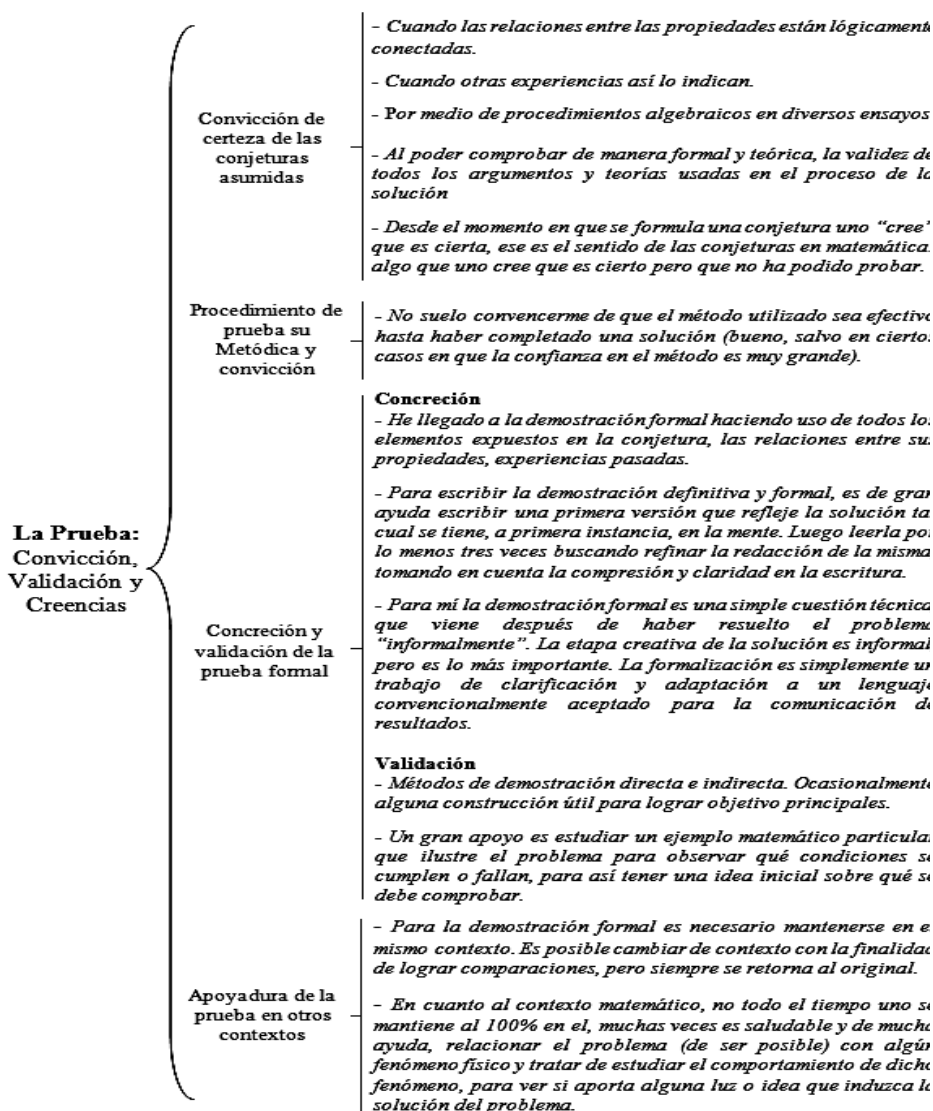 - Cuando las relaciones entre las propiedades están lógicamente
conectadas.
- Cuando otras experiencias así lo indican.
- Por medio de procedimientos algebraicos en diversos ensayos
- Al poder comprobar de manera formal y teórica, la validez de
todos los argumentos y teorías usadas en el proceso de la
solución
- Desde el momento en que se formula una conjetura uno “cree”
que es cierta, ese es el sentido de las conjeturas en matemática
algo que uno cree que es cierto pero que no ha podido probar.
Convicción de
certeza de las
conjeturas
asumidas
- No suelo convencerme de que el método utilizado sea efectivo
hasta haber completado una solución (bueno, salvo en ciertos
casos en que la confianza en el método es muy grande).
Procedimiento de
prueba su
Metódica y
convicción
La Prueba:
Convicción,
Validación y
Creencias
Concreción
- He llegado a la demostración formal haciendo uso de todos los
elementos expuestos en la conjetura, las relaciones entre sus
propiedades, experiencias pasadas.
- Para escribir la demostración definitiva y formal, es de gran
ayuda escribir una primera versión que refleje la solución tal
cual se tiene, a primera instancia, en la mente. Luego leerla por
lo menos tres veces buscando refinar la redacción de la misma
tomando en cuenta la compresión y claridad en la escritura.
- Para mí la demostración formal es una simple cuestión técnica
que viene después de haber resuelto el problema
“informalmente”. La etapa creativa de la solución es informal
pero es lo más importante. La formalización es simplemente un
trabajo de clarificación y adaptación a un lenguaje
convencionalmente aceptado para la comunicación de
resultados.
Concreción y
validación de la
prueba formal
Validación
- Métodos de demostración directa e indirecta. Ocasionalmente
alguna construcción útil para lograr objetivo principales.
- Un gran apoyo es estudiar un ejemplo matemático particular
que ilustre el problema para observar qué condiciones se
cumplen o fallan, para así tener una idea inicial sobre qué se
debe comprobar.
- Para la demostración formal es necesario mantenerse en el
mismo contexto. Es posible cambiar de contexto con la finalidad
de lograr comparaciones, pero siempre se retorna al original.
- En cuanto al contexto matemático, no todo el tiempo uno se
mantiene al 100% en el, muchas veces es saludable y de mucha
ayuda, relacionar el problema (de ser posible) con algún
fenómeno físico y tratar de estudiar el comportamiento de dicho
fenómeno, para ver si aporta alguna luz o idea que induzca la
solución del problema.
Apoyadura de la
prueba en otros
contextos